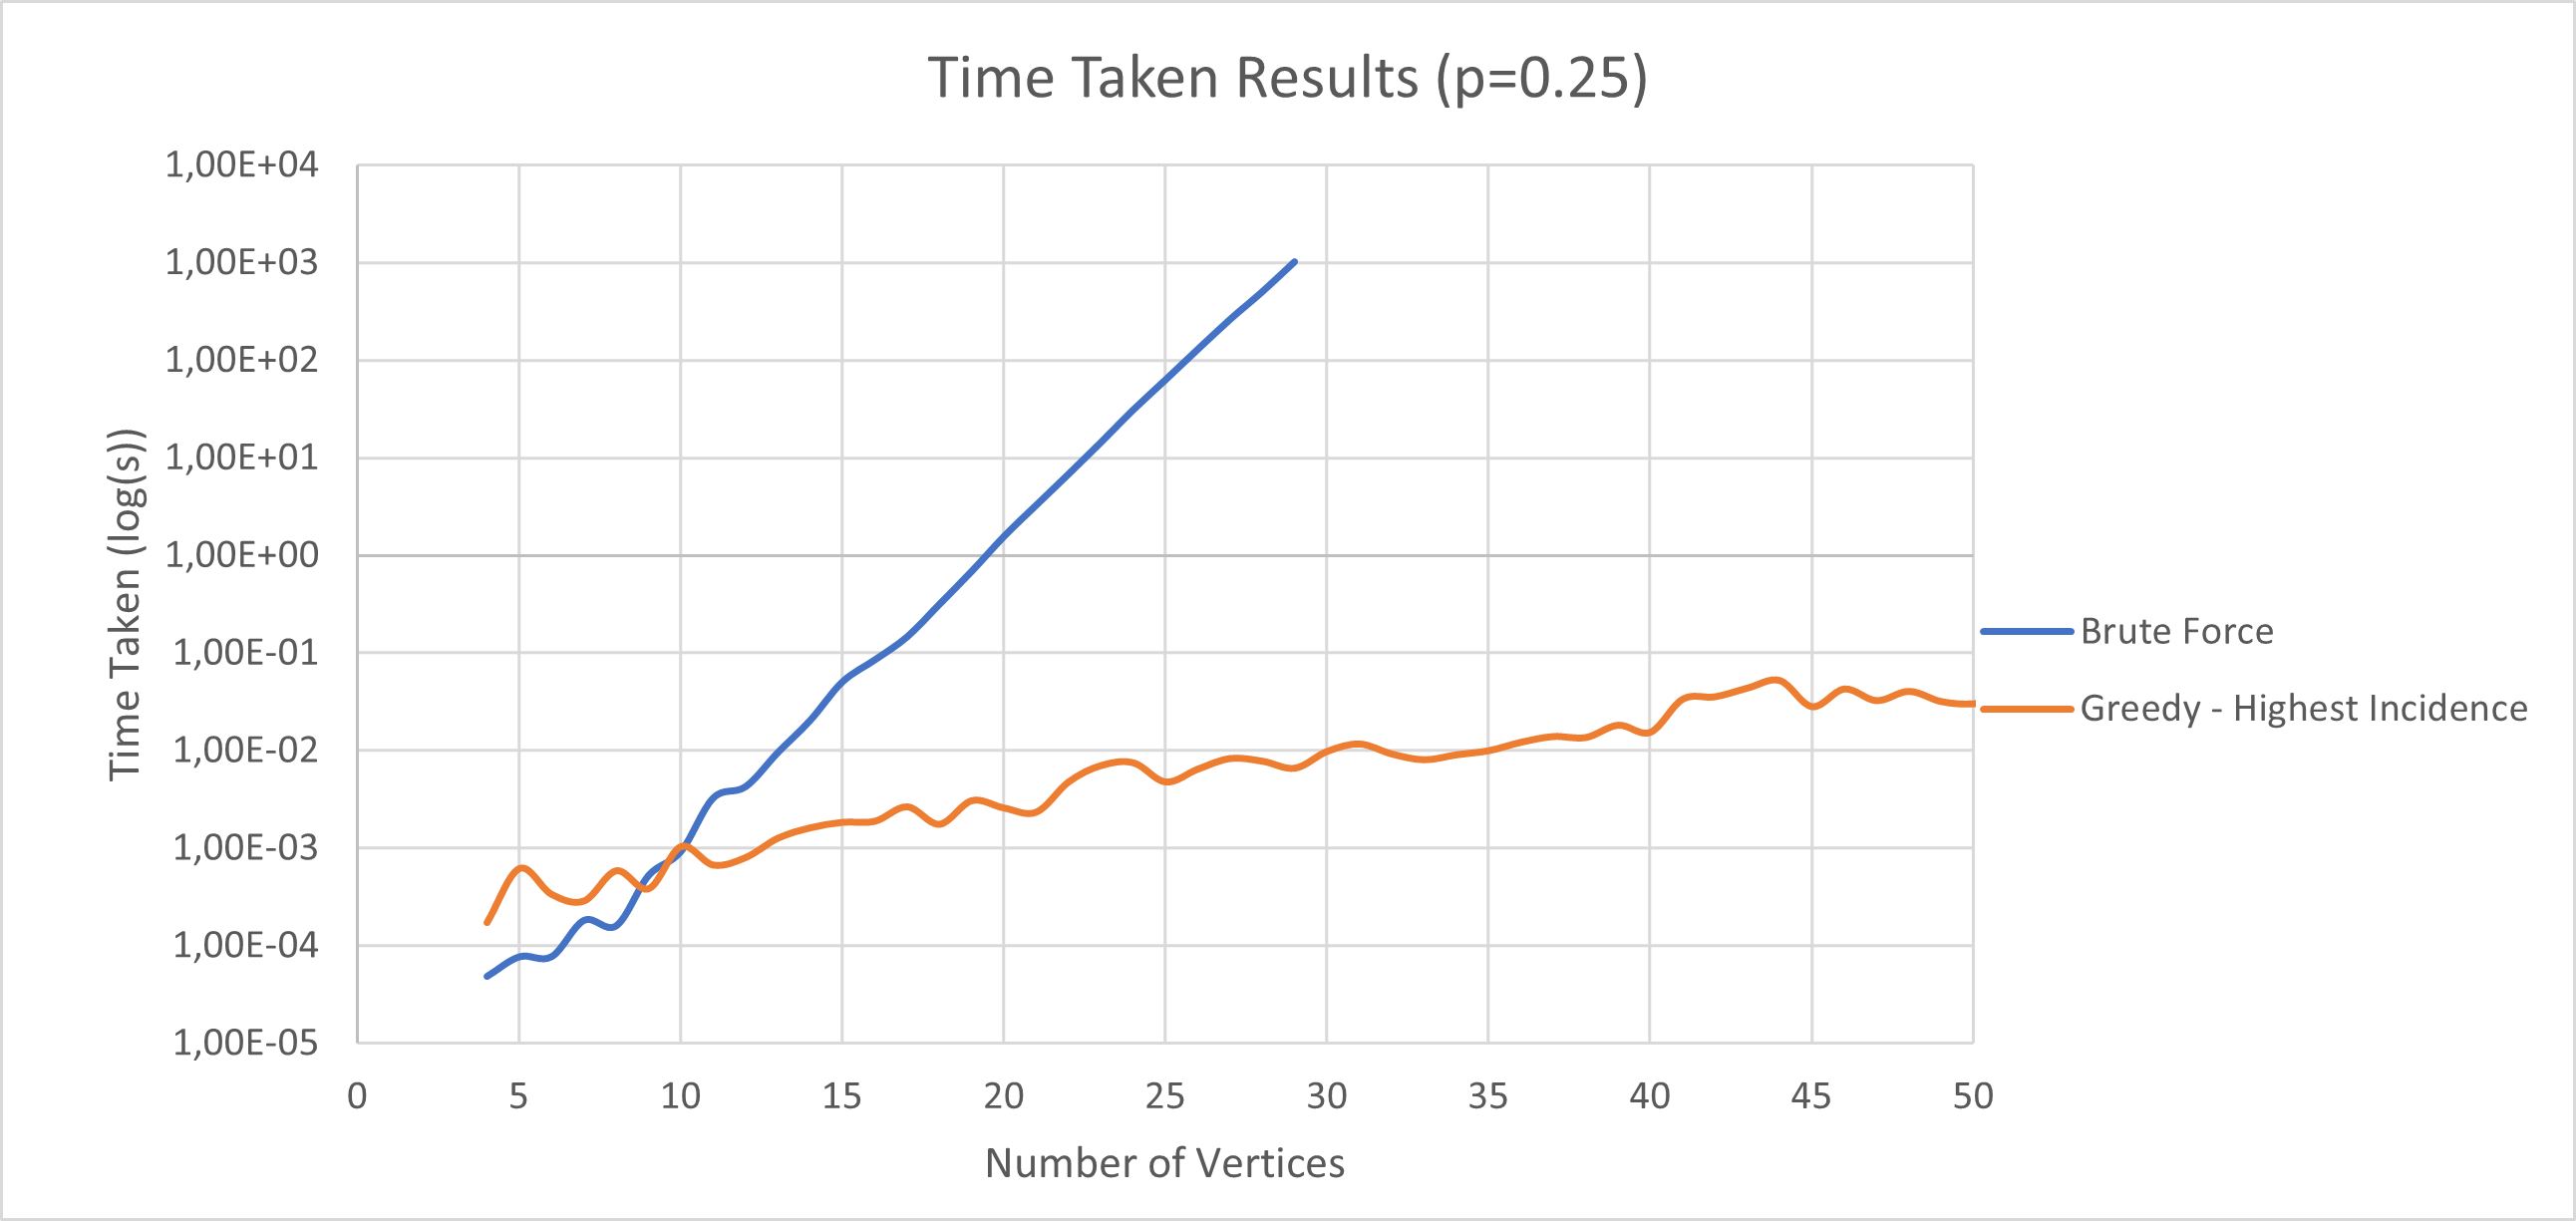 Time Taken Results (p=0.25)
Time Taken (log(s))
1,00E+04
1,00E+03
1,00E+02
1,00E+01
1,00E+00
1,00E-01
1,00E-02
1,00E-03
1,00E-04
1,00E-05
0 5 10 15 20 25 30 35 40 45 50
Number of Vertices
Brute Force
Greedy - Highest Incidence